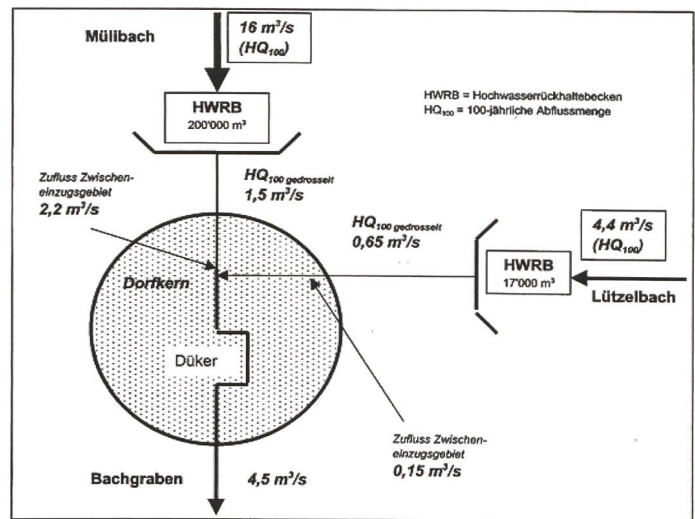 Mülibach
16 m³/s
(HQ₁₀₀)
HWRB
200'000 m³
HWRB = Hochwasserrückhaltebecken
HQ₁₀₀ = 100-jährliche Abflussmenge
Zufluss Zwischen-
einzugsgebiet
2,2 m³/s
HQ₁₀₀ gedrosselt
1,5 m³/s
HQ₁₀₀ gedrosselt
0,65 m³/s
4,4 m³/s
(HQ₁₀₀)
HWRB
17'000 m³
Lützelbach
Dorfkern
Düker
Zufluss Zwischen-
einzugsgebiet
0,15 m³/s
Bachgraben
4,5 m³/s